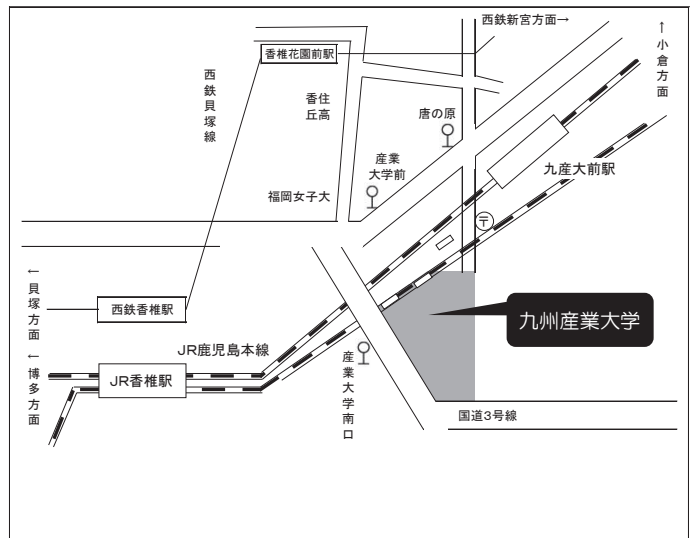 西鉄新宮方面→
↑小倉方面
香椎花園前駅
西鉄貝塚線
香住
丘高
唐の原
産業
大学前
九産大前駅
福岡女子大
〒
←貝塚方面
西鉄香椎駅
九州産業大学
JR鹿児島本線
←博多方面
JR香椎駅
産業大学南口
国道3号線